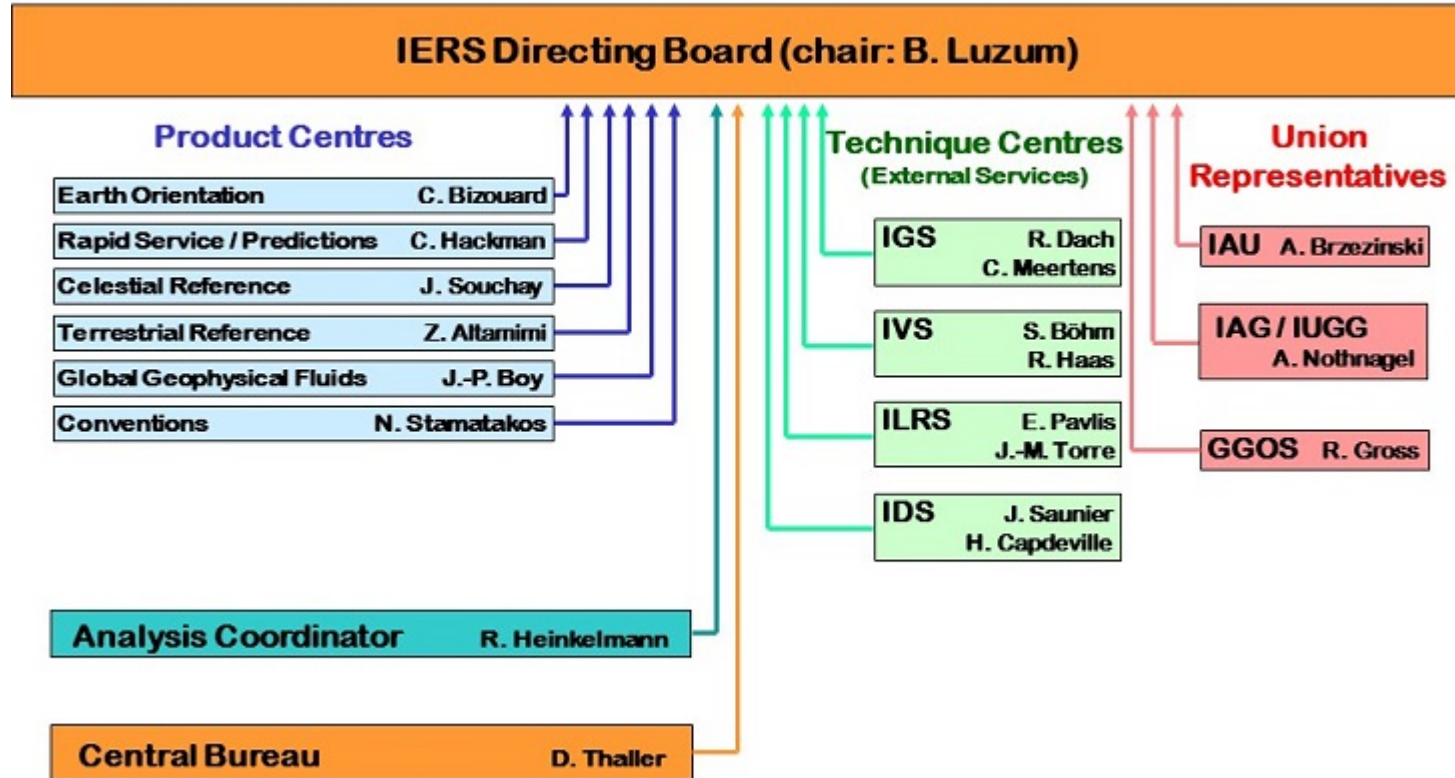 IERS Directing Board (chair: B. Luzum)
Product Centres
Earth Orientation C. Bizouard
Rapid Service / Predictions C. Hackman
Celestial Reference J. Souchay
Terrestrial Reference Z. Altamimi
Global Geophysical Fluids J.-P. Boy
Conventions N. Stamatakos
Technique Centres
(External Services)
IGS R. Dach
C. Meertens
IVS S. Böhm
R. Haas
ILRS E. Pavlis
J.-M. Torre
IDS J. Saunier
H. Capdeville
Union
Representatives
IAU A. Brzezinski
IAG / IUGG
A. Nothnagel
GGOS R. Gross
Analysis Coordinator R. Heinkelmann
Central Bureau D. Thaller